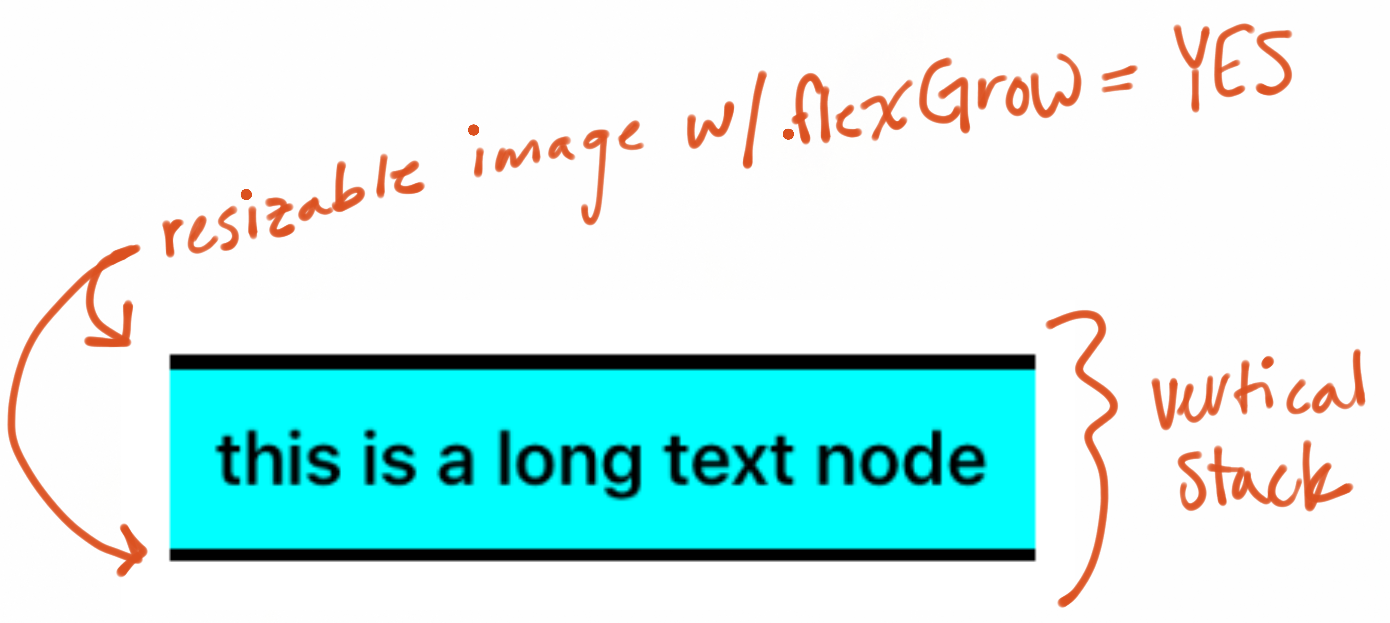 resizable image w/ .flexGrow = YES
this is a long text node
vertical
stack